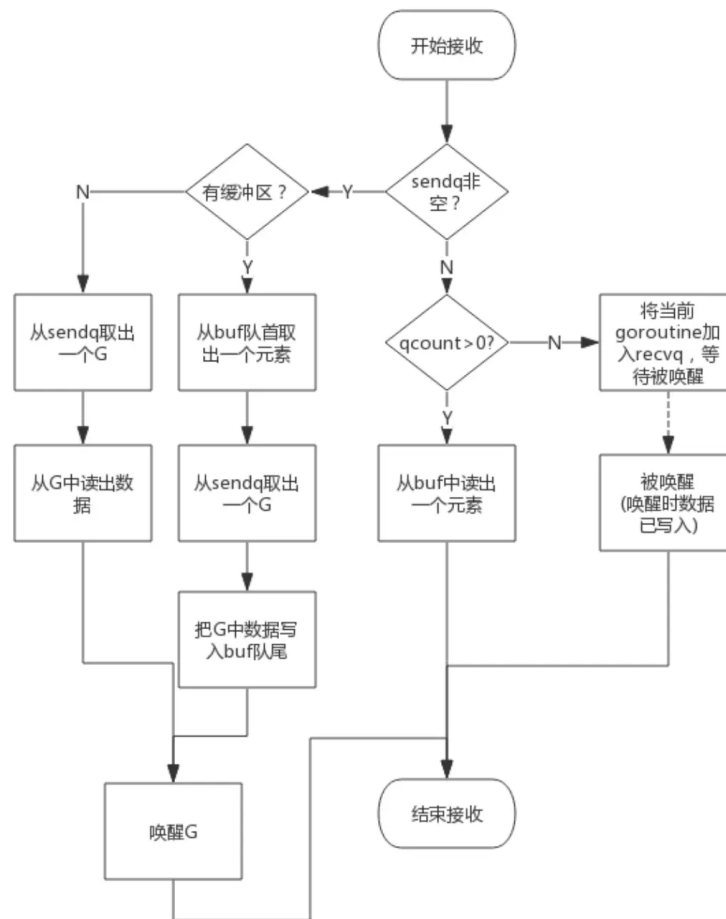 开始接收
sendq非
空？
Y
有缓冲区？
N
Y
N
从sendq取出
一个G
从buf队首取
出一个元素
qcount>0?
N
将当前
goroutine加
入recvq，等
待被唤醒
Y
从G中读出数
据
从sendq取出
一个G
从buf中读出
一个元素
被唤醒
(唤醒时数据
已写入)
把G中数据写
入buf队尾
唤醒G
结束接收